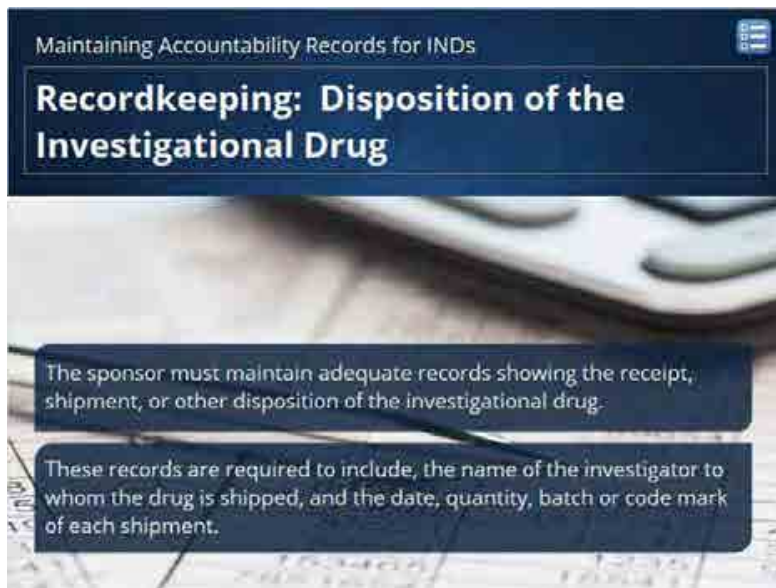 Maintaining Accountability Records for INDs
Recordkeeping:  Disposition of the
Investigational Drug
The sponsor must maintain adequate records showing the receipt,
shipment, or other disposition of the investigational drug.
These records are required to include, the name of the investigator to
whom the drug is shipped, and the date, quantity, batch or code mark
of each shipment.